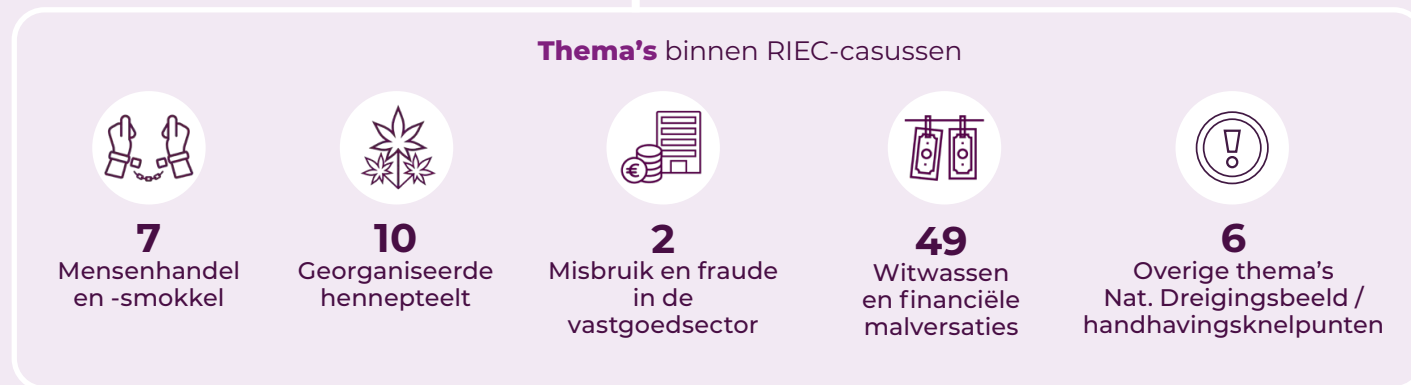 Thema's binnen RIEC-casussen
€
7
Mensenhandel
en -smokkel
10
Georganiseerde
hennepteelt
2
Misbruik en fraude
in de
vastgoedsector
49
Witwassen
en financiële
malversaties
6
Overige thema's
Nat. Dreigingsbeeld /
handhavingsknelpunten